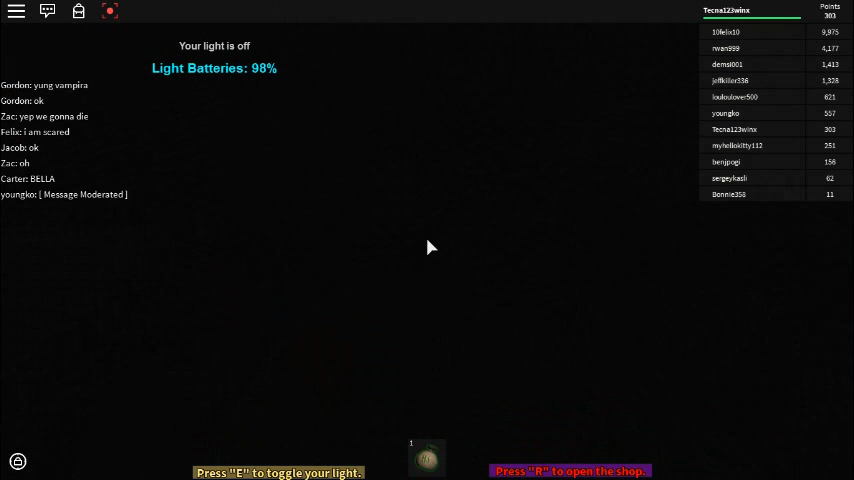 Tecna123winx
Points
303
Your light is off
Light Batteries: 98%
10felix10 9,975
rwan999 4,177
demsi001 1,413
jeffkiller336 1,328
louloulover500 621
youngko 557
Tecna123winx 303
myhellokitty112 251
benjpogi 156
sergeykasli 62
Bonnie358 11
Gordon: yung vampira
Gordon: ok
Zac: yep we gonna die
Felix: i am scared
Jacob: ok
Zac: oh
Carter: BELLA
youngko: [ Message Moderated ]
1
Press "E" to toggle your light.
Press "R" to open the shop.